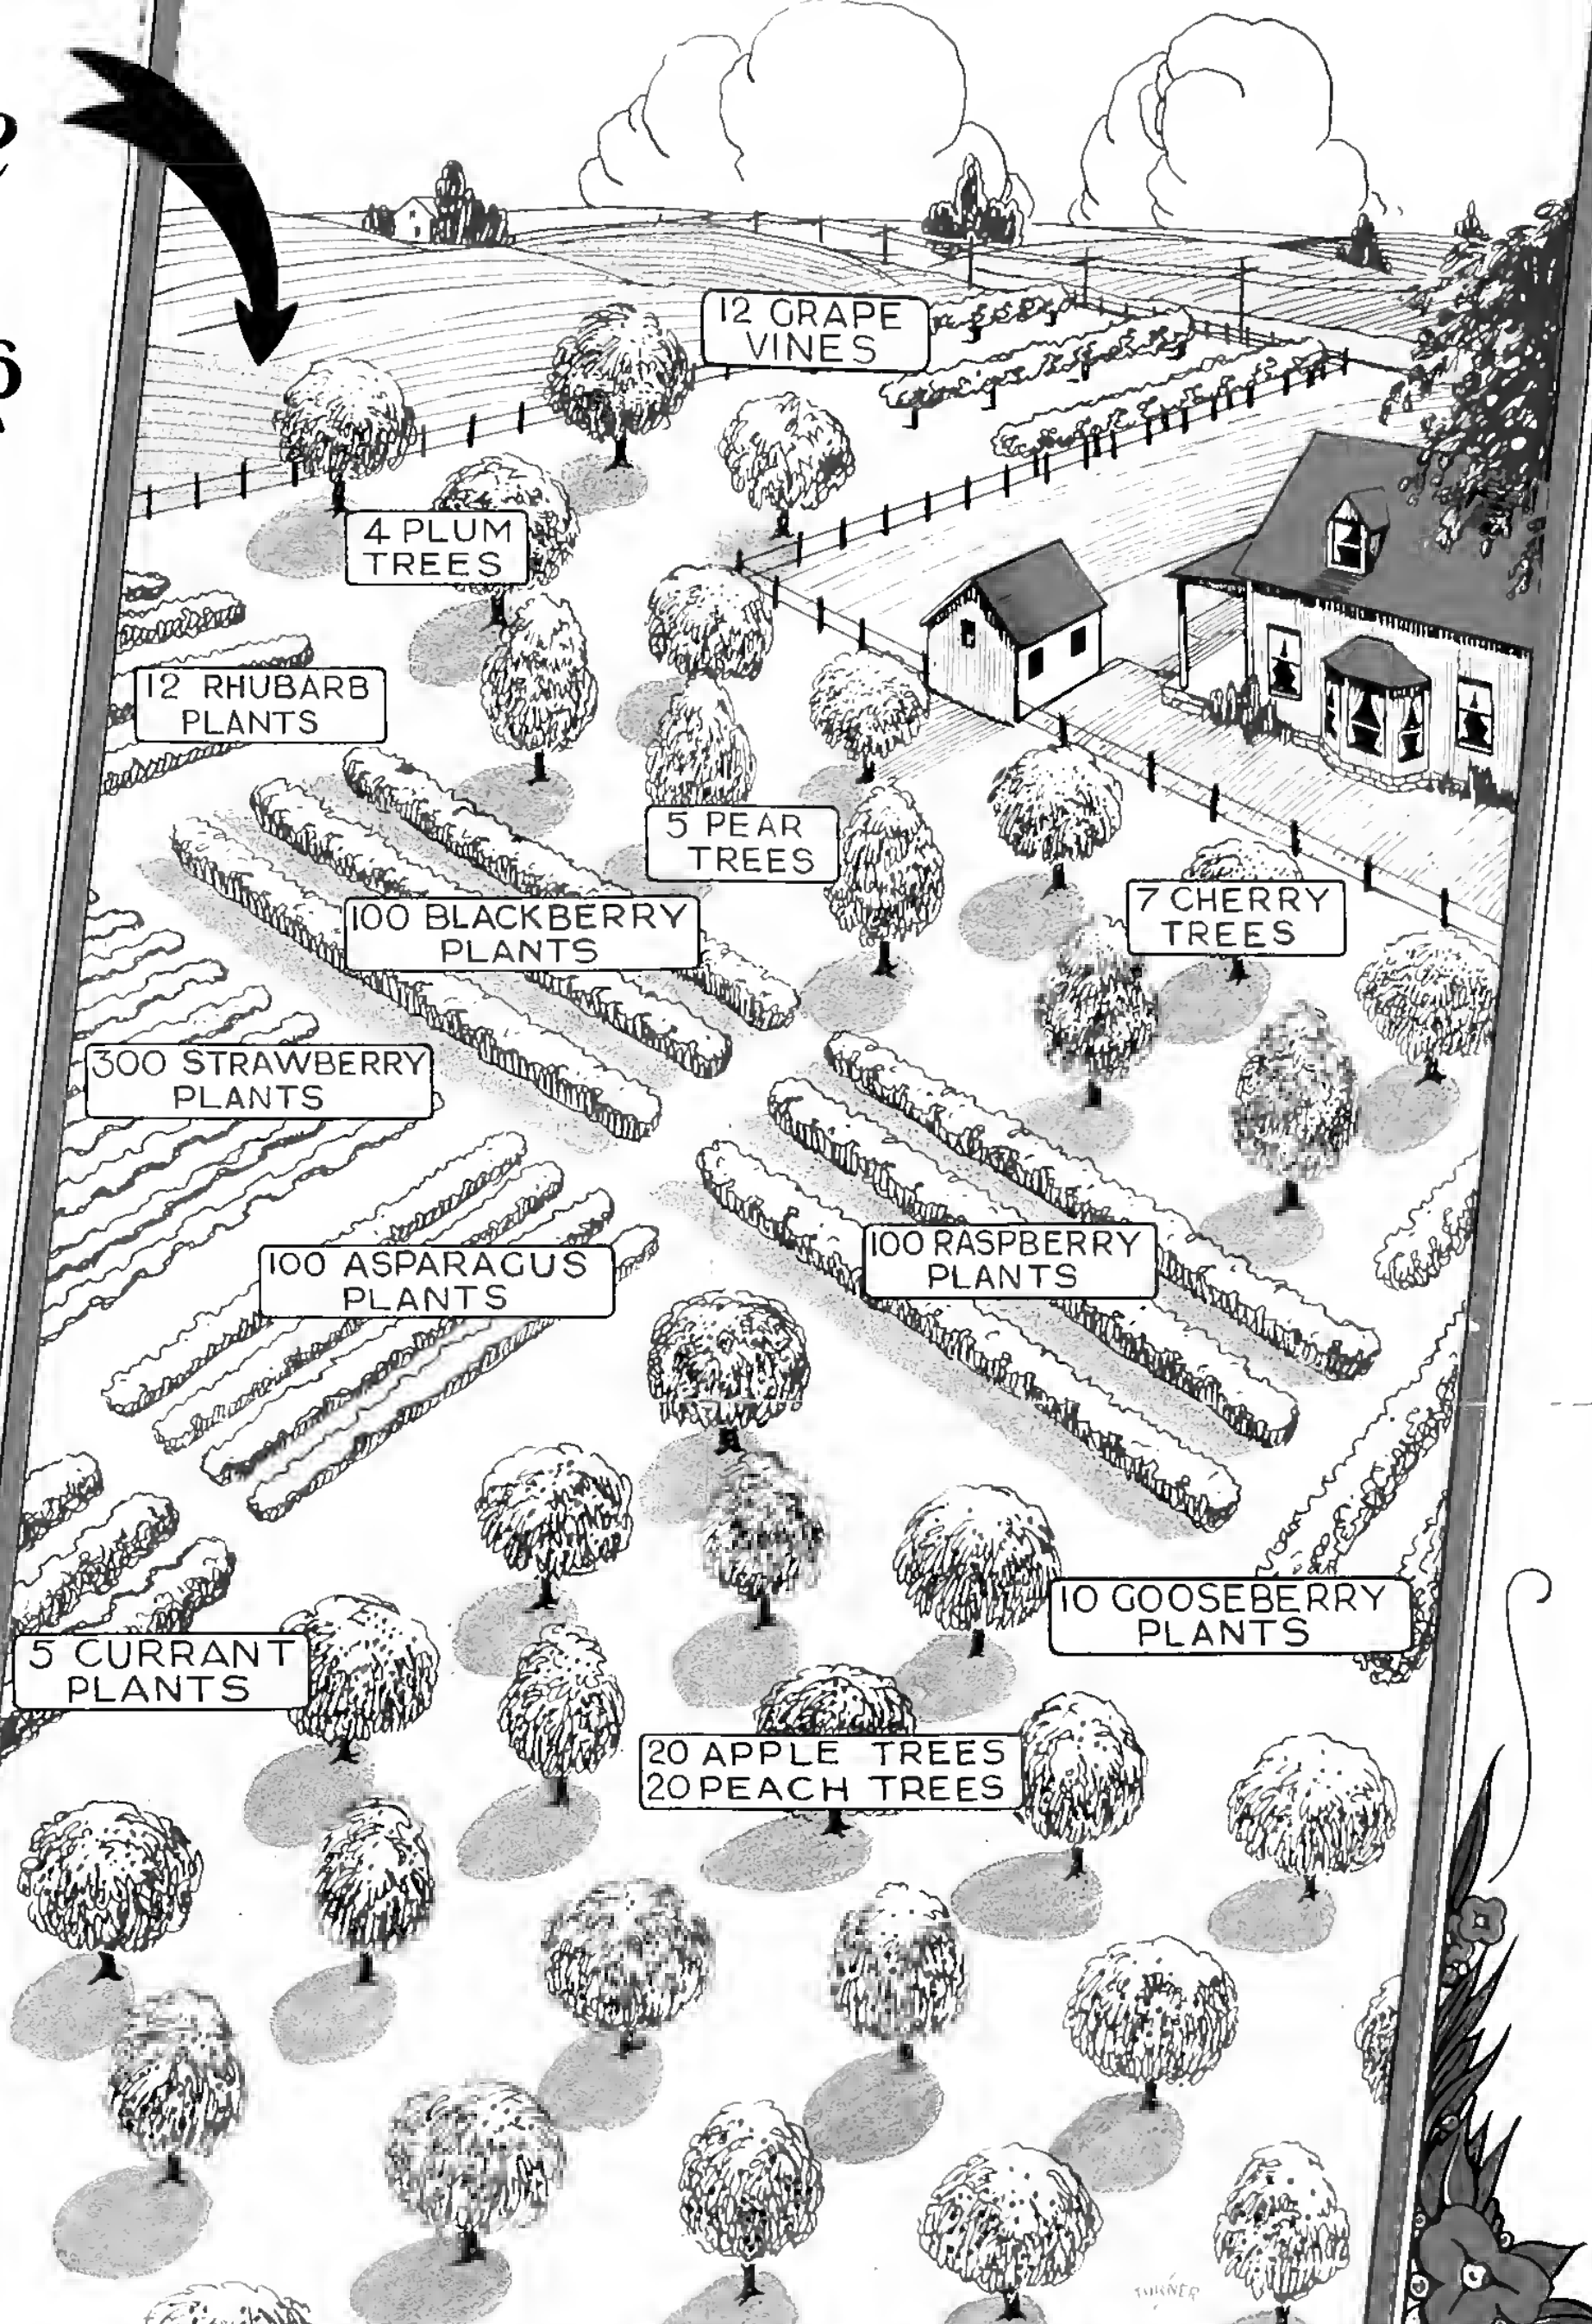 12 GRAPE
VINES
4 PLUM
TREES
12 RHUBARB
PLANTS
5 PEAR
TREES
7 CHERRY
TREES
100 BLACKBERRY
PLANTS
300 STRAWBERRY
PLANTS
100 ASPARAGUS
PLANTS
100 RASPBERRY
PLANTS
10 GOOSEBERRY
PLANTS
5 CURRANT
PLANTS
20 APPLE TREES
20 PEACH TREES
TURNER